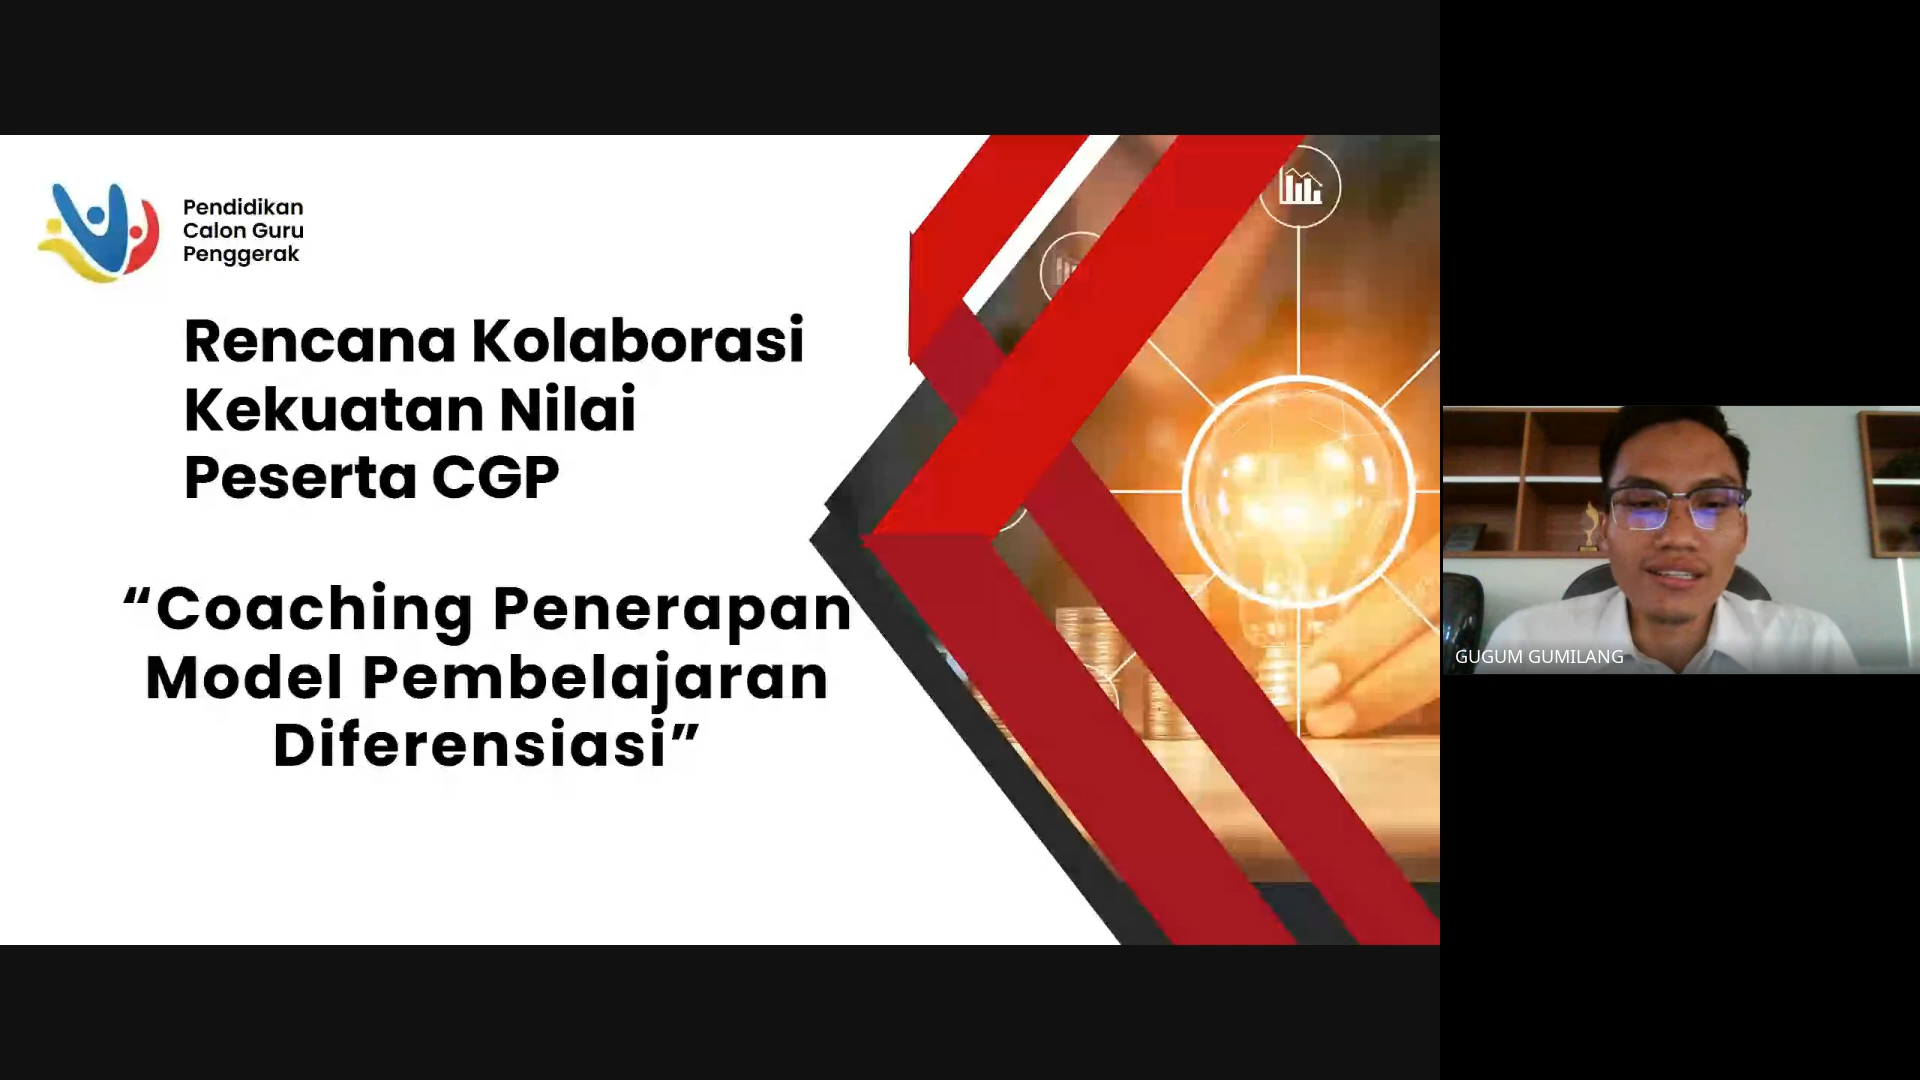 Pendidikan
Calon Guru
Penggerak
Rencana Kolaborasi
Kekuatan Nilai
Peserta CGP
“Coaching Penerapan
Model Pembelajaran
Diferensiasi”
GUGUM GUMILANG